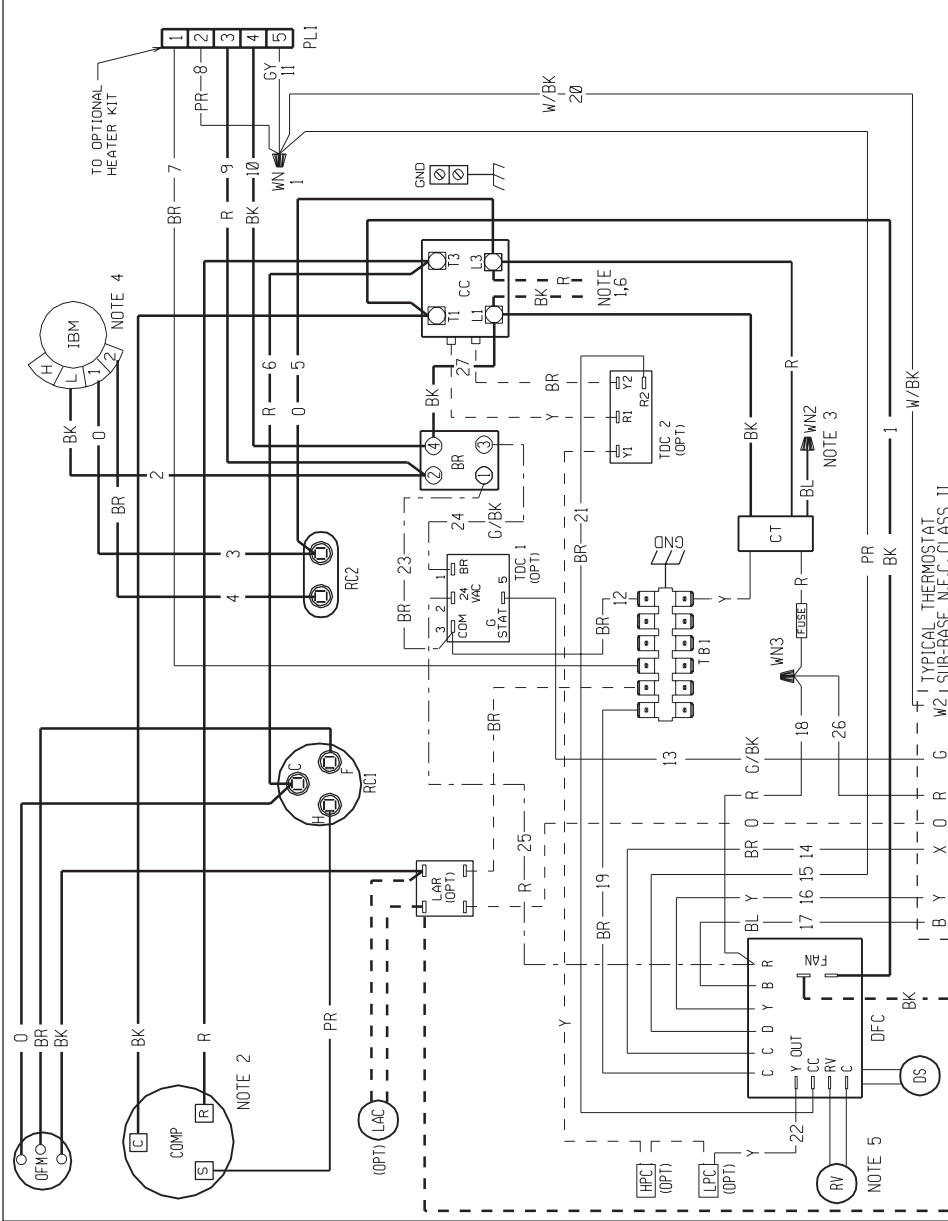 1 2 3 4 5
PL1
TO OPTIONAL
HEATER KIT
BR 7
PR 8
R 9
BK 10
GY
11
WN
1
W/BK
20
GND
IBM
H
L
1
2
NOTE 4
BK
O
BR
2
3
4
RC2
R 6
O 5
T1
T3
CC
L1
L3
BK
R
NOTE
1,6
BK
27
4
2
3
1
BR
Y
BR
Y1
R1
Y2
R2
TDC 2
(OPT)
BR 23
24
G/BK
1 2 3
BR
24
VAC
COM
G
STAT
5
TDC 1
(OPT)
BR 21
BR 12
GND
TB1
Y
BK
R
CT
BL
WN2
NOTE 3
R
FUSE
WN3
18
26
1
BK
PR
W/BK
TYPICAL THERMOSTAT
SUB-BASE N.E.C. CLASS II
O
BR
BK
OFM
BK
R
PR
C
R
S
COMP
NOTE 2
C
H
F
RC1
LAC
(OPT)
LAR
(OPT)
BR
R 25
BR 19
Y
13
G/BK
R
O
BR 14
15
Y 16
BL 17
W2
G
R
O
X
Y
B
C C D Y B R
Y OUT
CC
RV
C
FAN
DFC
BK
DS
Y 22
HPC
(OPT)
LPC
(OPT)
RV
NOTE 5